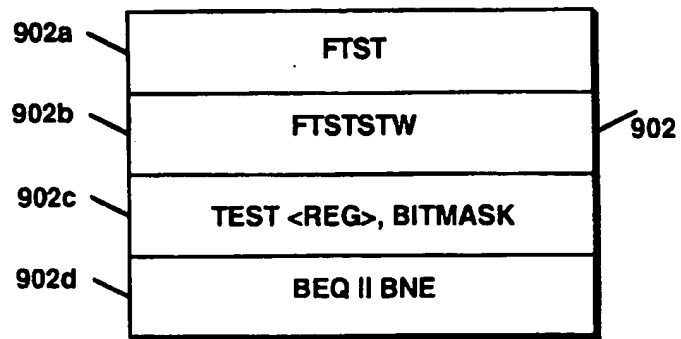 902a
FTST
902b
FTSTSTW
902
902c
TEST <REG>, BITMASK
902d
BEQ II BNE